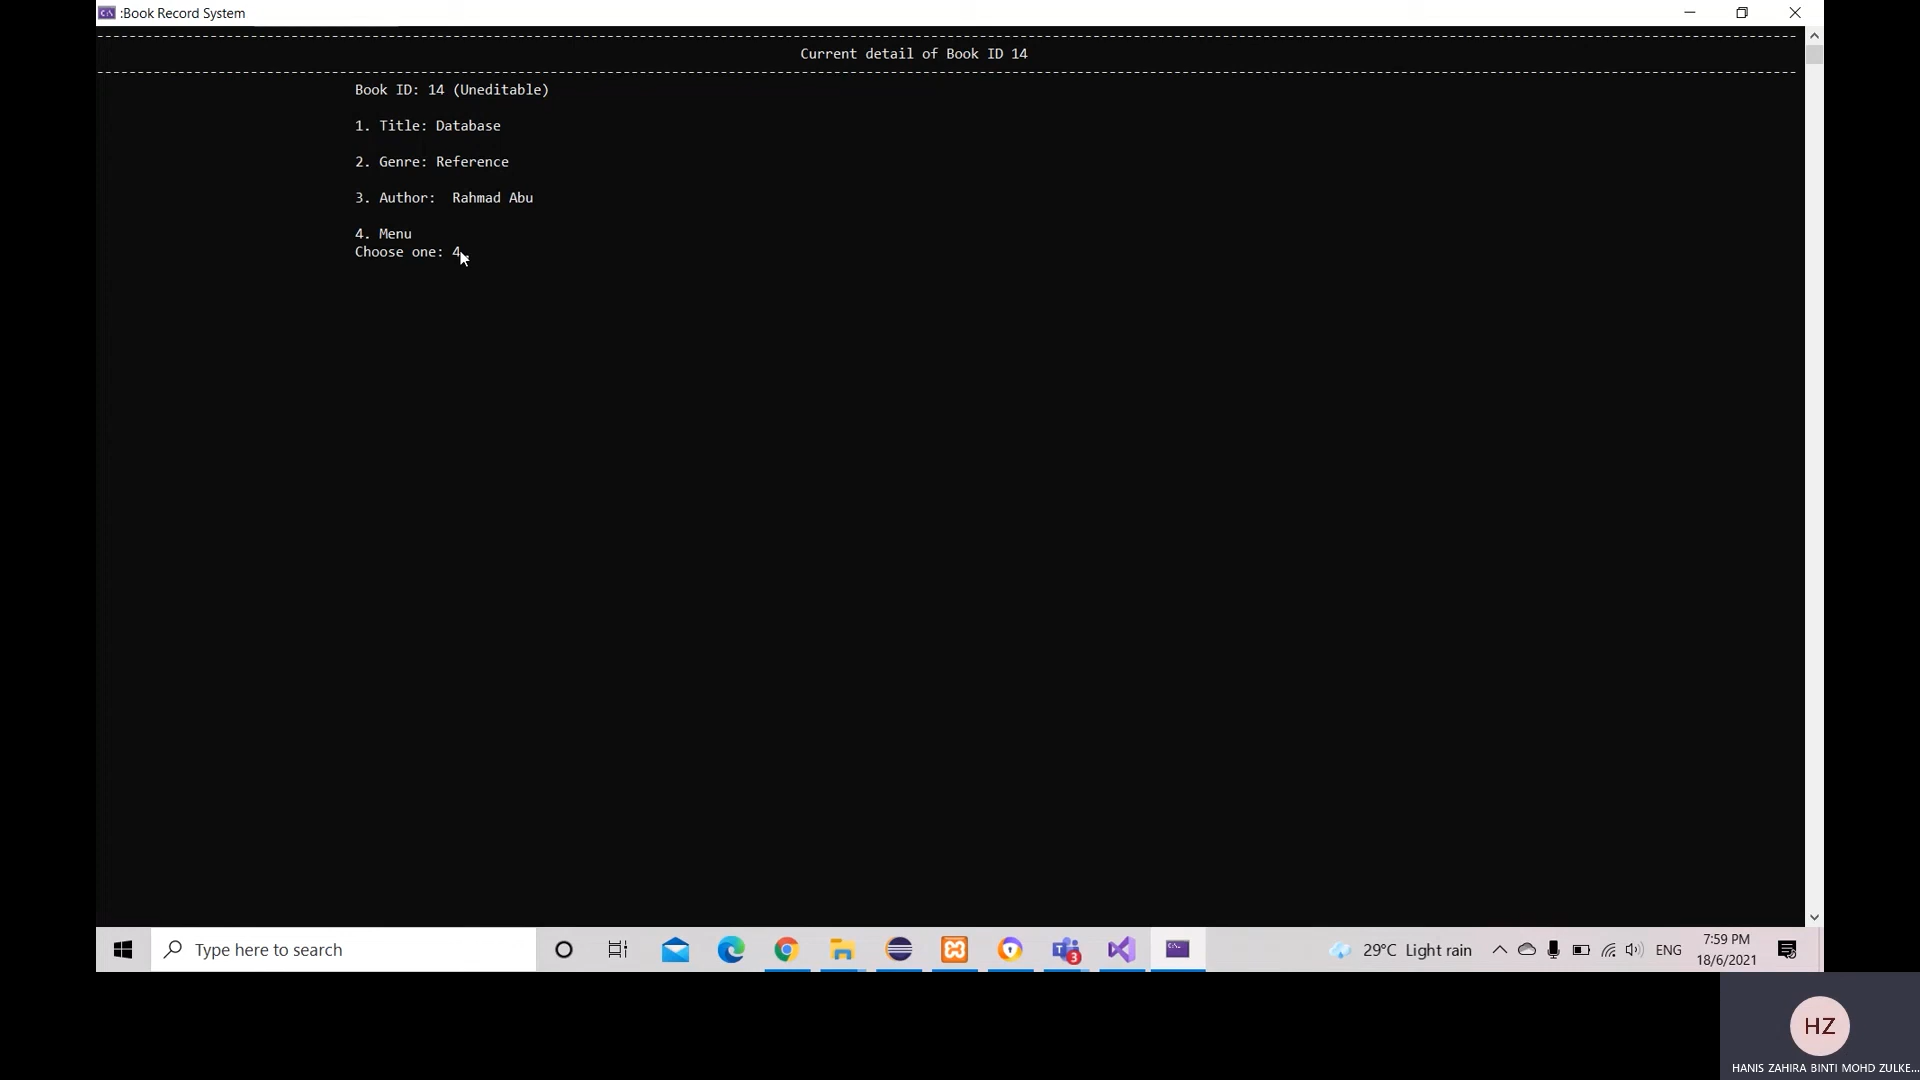 :Book Record System
Current detail of Book ID 14
Book ID: 14 (Uneditable)
1. Title: Database
2. Genre: Reference
3. Author:  Rahmad Abu
4. Menu
Choose one: 4
Type here to search
3
29°C Light rain
ENG
7:59 PM
18/6/2021
HZ
HANIS ZAHIRA BINTI MOHD ZULKE...